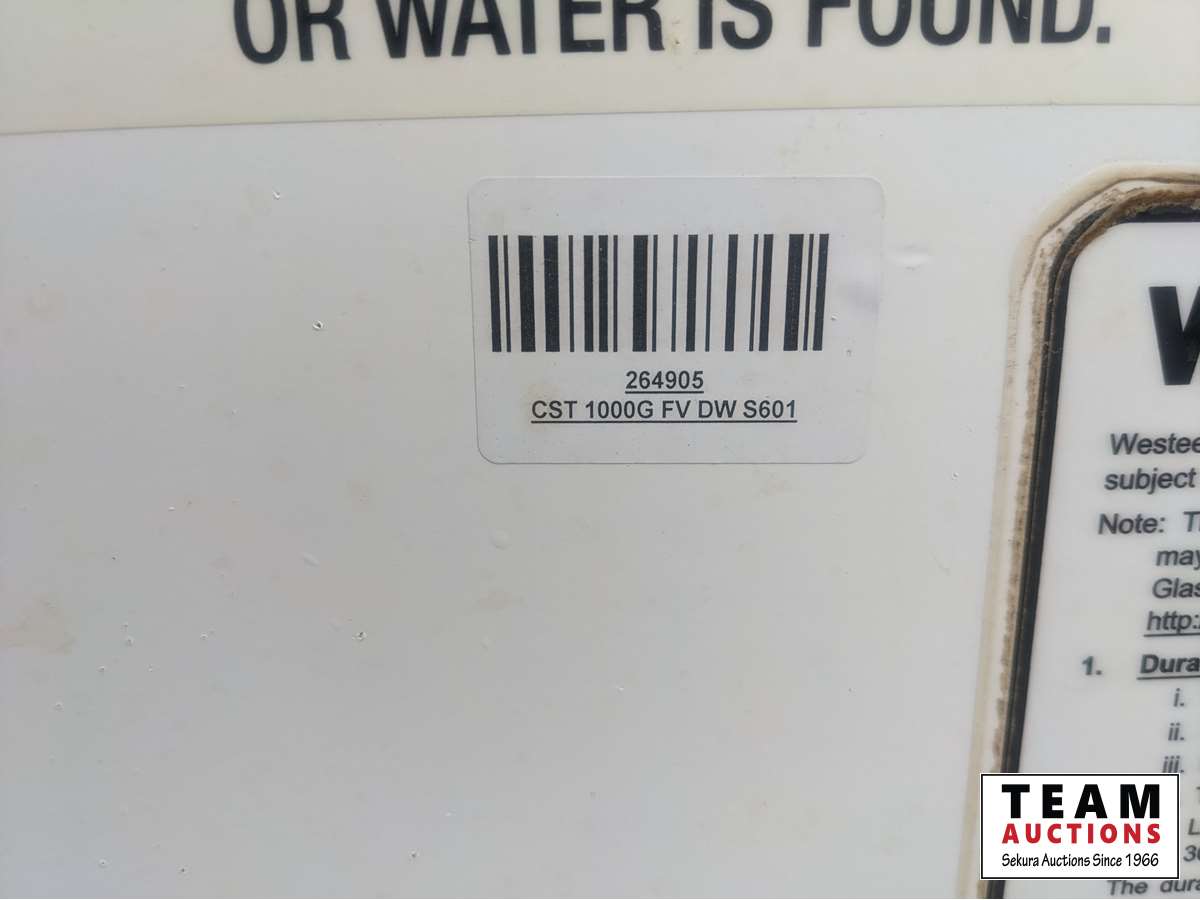 OR WATER IS FOUND.
264905
CST 1000G FV DW S601
W
Westee
subject
Note: T
may
Glas
http:
1. Dura
i.
ii.
iii.
L
30
The dura
TEAM
AUCTIONS
Sekura Auctions Since 1966